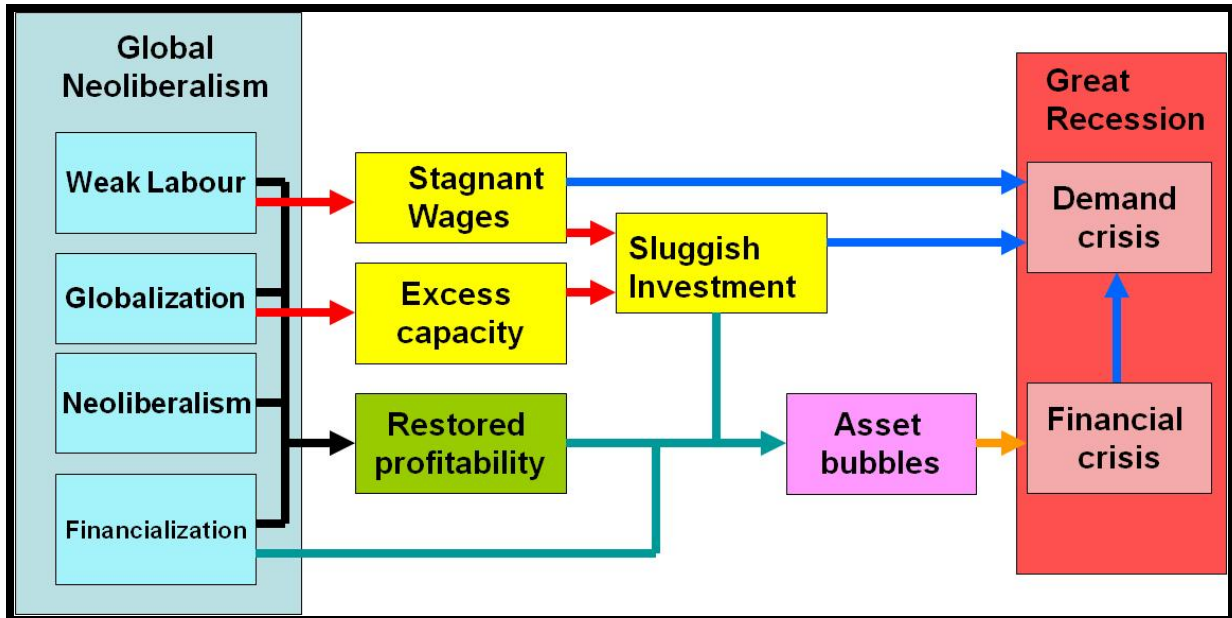 Global
Neoliberalism
Weak Labour
Globalization
Neoliberalism
Financialization
Stagnant
Wages
Excess
capacity
Restored
profitability
Sluggish
Investment
Asset
bubbles
Great
Recession
Demand
crisis
Financial
crisis